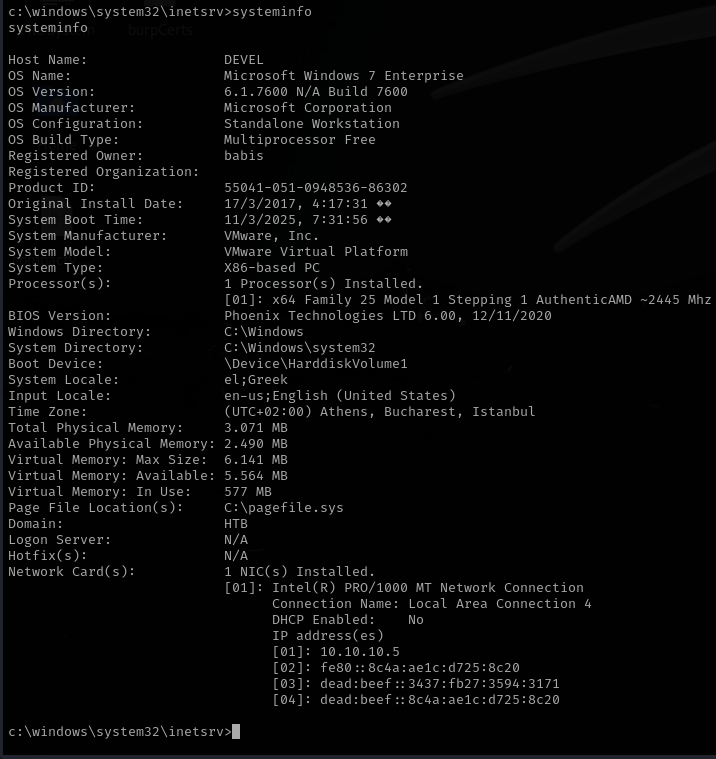 c:\windows\system32\inetsrv>systeminfo
systeminfo
burpCerts
Host Name:                 DEVEL
OS Name:                   Microsoft Windows 7 Enterprise
OS Version:                6.1.7600 N/A Build 7600
OS Manufacturer:           Microsoft Corporation
OS Configuration:          Standalone Workstation
OS Build Type:             Multiprocessor Free
Registered Owner:          babis
Registered Organization:
Product ID:                55041-051-0948536-86302
Original Install Date:     17/3/2017, 4:17:31 ��
System Boot Time:          11/3/2025, 7:31:56 ��
System Manufacturer:       VMware, Inc.
System Model:              VMware Virtual Platform
System Type:               X86-based PC
Processor(s):              1 Processor(s) Installed.
                           [01]: x64 Family 25 Model 1 Stepping 1 AuthenticAMD ~2445 Mhz
BIOS Version:              Phoenix Technologies LTD 6.00, 12/11/2020
Windows Directory:         C:\Windows
System Directory:          C:\Windows\system32
Boot Device:               \Device\HarddiskVolume1
System Locale:             el;Greek
Input Locale:              en-us;English (United States)
Time Zone:                 (UTC+02:00) Athens, Bucharest, Istanbul
Total Physical Memory:     3.071 MB
Available Physical Memory: 2.490 MB
Virtual Memory: Max Size:  6.141 MB
Virtual Memory: Available: 5.564 MB
Virtual Memory: In Use:    577 MB
Page File Location(s):     C:\pagefile.sys
Domain:                    HTB
Logon Server:              N/A
Hotfix(s):                 N/A
Network Card(s):           1 NIC(s) Installed.
                           [01]: Intel(R) PRO/1000 MT Network Connection
                                 Connection Name: Local Area Connection 4
                                 DHCP Enabled:    No
                                 IP address(es)
                                 [01]: 10.10.10.5
                                 [02]: fe80::8c4a:ae1c:d725:8c20
                                 [03]: dead:beef::3437:fb27:3594:3171
                                 [04]: dead:beef::8c4a:ae1c:d725:8c20
c:\windows\system32\inetsrv>